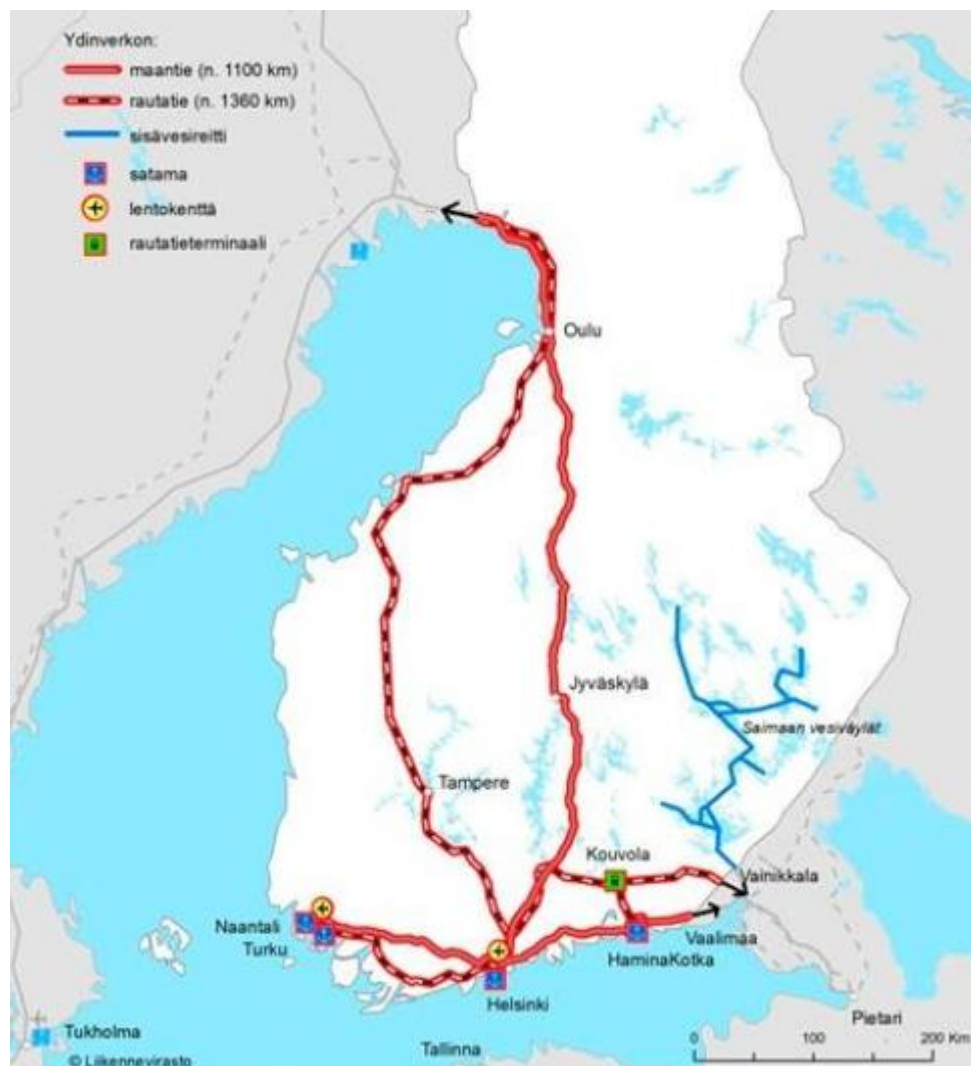 Ydinverkon:
maantie (n. 1100 km)
rautatie (n. 1360 km)
sisävesireitti
satama
lentokenttä
rautatieterminaali
Oulu
Jyväskylä
Saimaan vesiväylät
Tampere
Kouvola
Vainikkala
Naantali
Turku
Vaalimaa
HaminaKotka
Helsinki
Pietari
Tukholma
Tallinna
0 100 200 Km
© Liikennevirasto